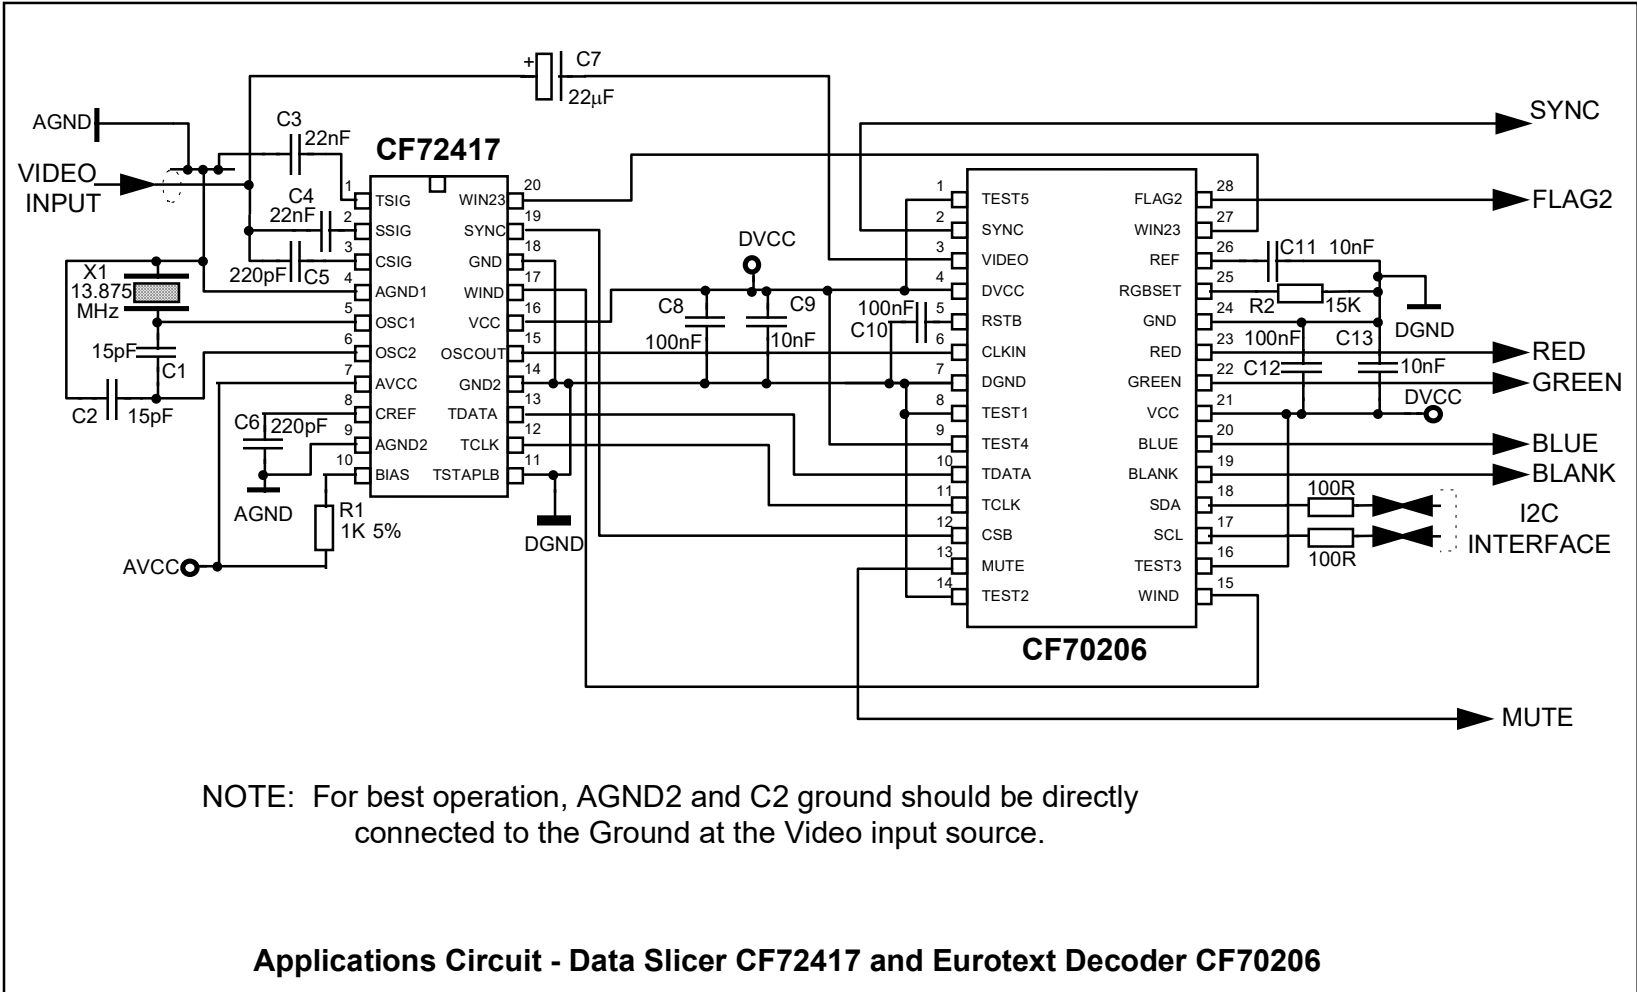 C7
+
22µF
SYNC
AGND
C3
22nF
CF72417
VIDEO
INPUT
C4
22nF
220pF C5
1 TSIG
2 SSIG
3 CSIG
4 AGND1
5 OSC1
6 OSC2
7 AVCC
8 CREF
9 AGND2
10 BIAS
WIN23 20
SYNC 19
GND 18
WIND 17
VCC 16
OSCOUT 15
GND2 14
TDATA 13
TCLK 12
TSTAPLB 11
X1
13.875
MHz
15pF
C1
C2 15pF
C6 220pF
AGND
R1
1K 5%
AVCC
DGND
DVCC
C8
100nF
C9
10nF
100nF
C10
1 TEST5
2 SYNC
3 VIDEO
4 DVCC
5 RSTB
6 CLKIN
7 DGND
8 TEST1
9 TEST4
10 TDATA
11 TCLK
12 CSB
13 MUTE
14 TEST2
FLAG2 28
WIN23 27
REF 26
RGBSET 25
GND 24
RED 23
GREEN 22
VCC 21
BLUE 20
BLANK 19
SDA 18
SCL 17
TEST3 16
WIND 15
CF70206
FLAG2
C11 10nF
R2 15K
DGND
100nF
C12
C13
10nF
RED
GREEN
DVCC
BLUE
BLANK
100R
100R
I2C
INTERFACE
MUTE
NOTE: For best operation, AGND2 and C2 ground should be directly
connected to the Ground at the Video input source.
Applications Circuit - Data Slicer CF72417 and Eurotext Decoder CF70206